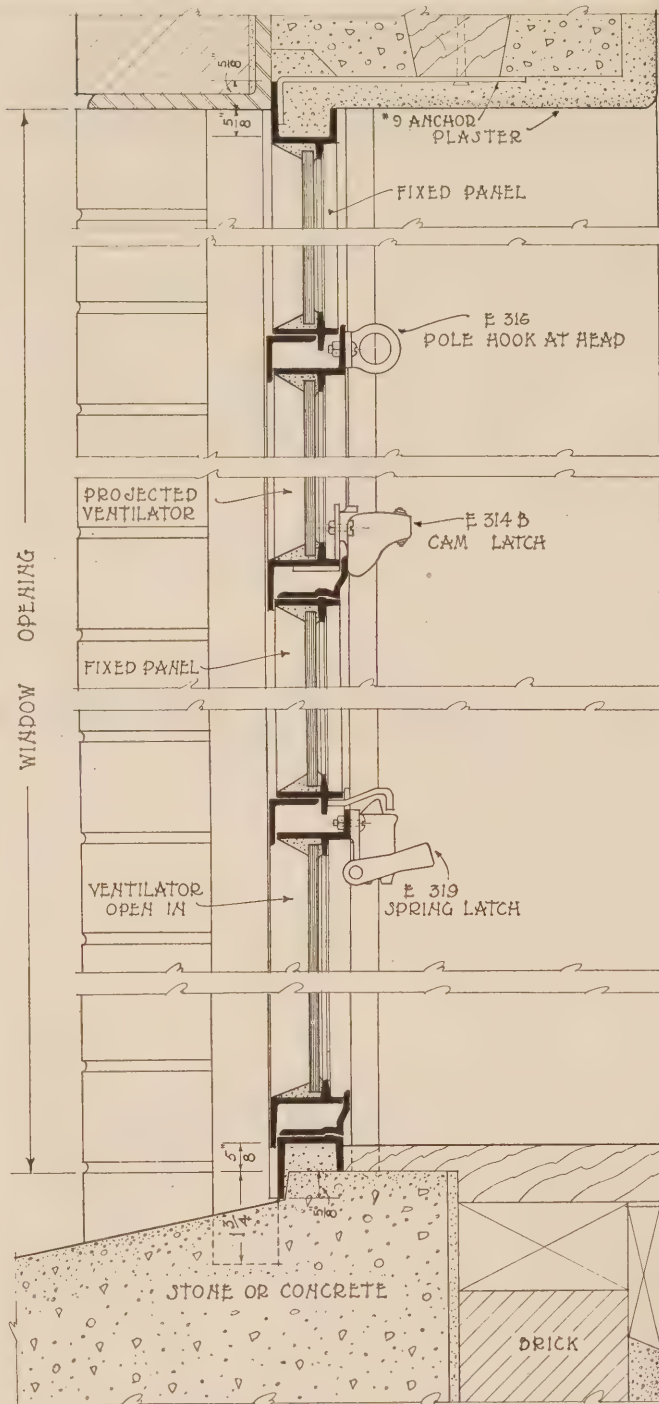 5"
8
5"
8
#9 ANCHOR
PLASTER
FIXED PANEL
E 316
POLE HOOK AT HEAD
PROJECTED
VENTILATOR
E 314 B
CAM LATCH
WINDOW OPENING
FIXED PANEL
VENTILATOR
OPEN IN
E 319
SPRING LATCH
5"
8
5"
8
1 3"
4
STONE OR CONCRETE
BRICK